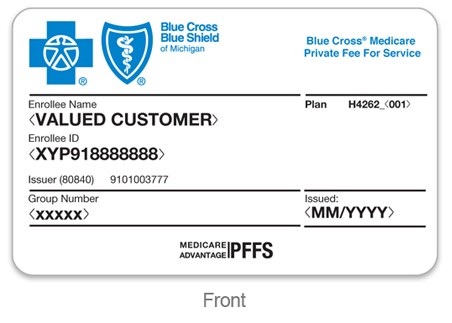 Blue Cross
Blue Shield
of Michigan
®
®
Blue Cross® Medicare
Private Fee For Service
Enrollee Name
<VALUED CUSTOMER>
Plan H4262_<001>
Enrollee ID
<XYP918888888>
Issuer (80840) 9101003777
Group Number
<xxxxx>
Issued:
<MM/YYYY>
MEDICARE
ADVANTAGE|PFFS
Front